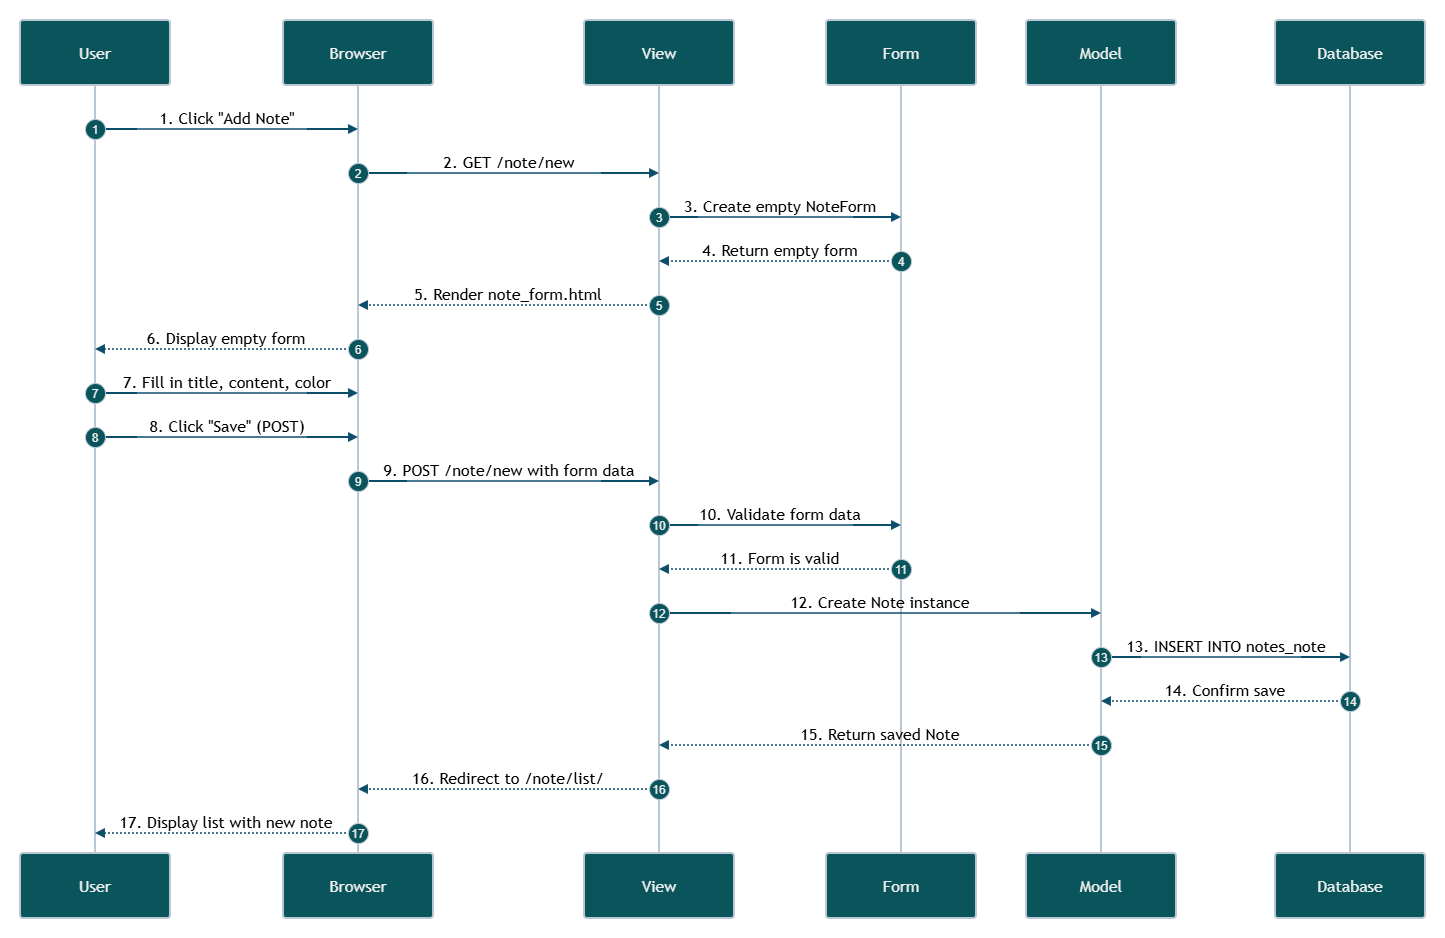 User
Browser
View
Form
Model
Database
1 1. Click "Add Note"
2 2. GET /note/new
3 3. Create empty NoteForm
4. Return empty form 4
5. Render note_form.html 5
6. Display empty form 6
7 7. Fill in title, content, color
8 8. Click "Save" (POST)
9 9. POST /note/new with form data
10 10. Validate form data
11. Form is valid 11
12 12. Create Note instance
13 13. INSERT INTO notes_note
14. Confirm save 14
15. Return saved Note 15
16. Redirect to /note/list/ 16
17. Display list with new note 17
User
Browser
View
Form
Model
Database